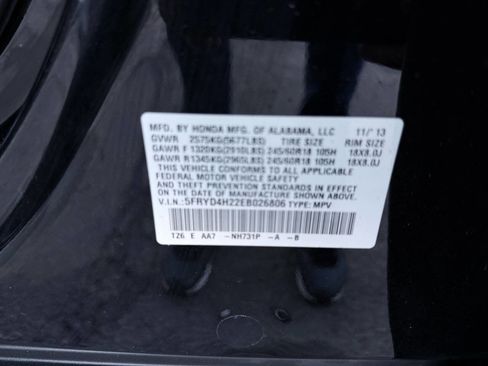 MFD. BY HONDA MFG. OF ALABAMA, LLC 11/ 13
GVWR 2575KG(5677LBS) TIRE SIZE RIM SIZE
GAWR F 1320KG(2910LBS) 245/60R18 105H 18X8.0J
GAWR R 1345KG(2965LBS) 245/60R18 105H 18X8.0J
THIS VEHICLE CONFORMS TO ALL APPLICABLE
FEDERAL MOTOR VEHICLE SAFETY STANDARDS IN EFFECT
ON THE DATE OF MANUFACTURE SHOWN ABOVE.
V.I.N.: 5FRYD4H22EB026806 TYPE: MPV
TZ6 E AA7 -NH731P -A -B